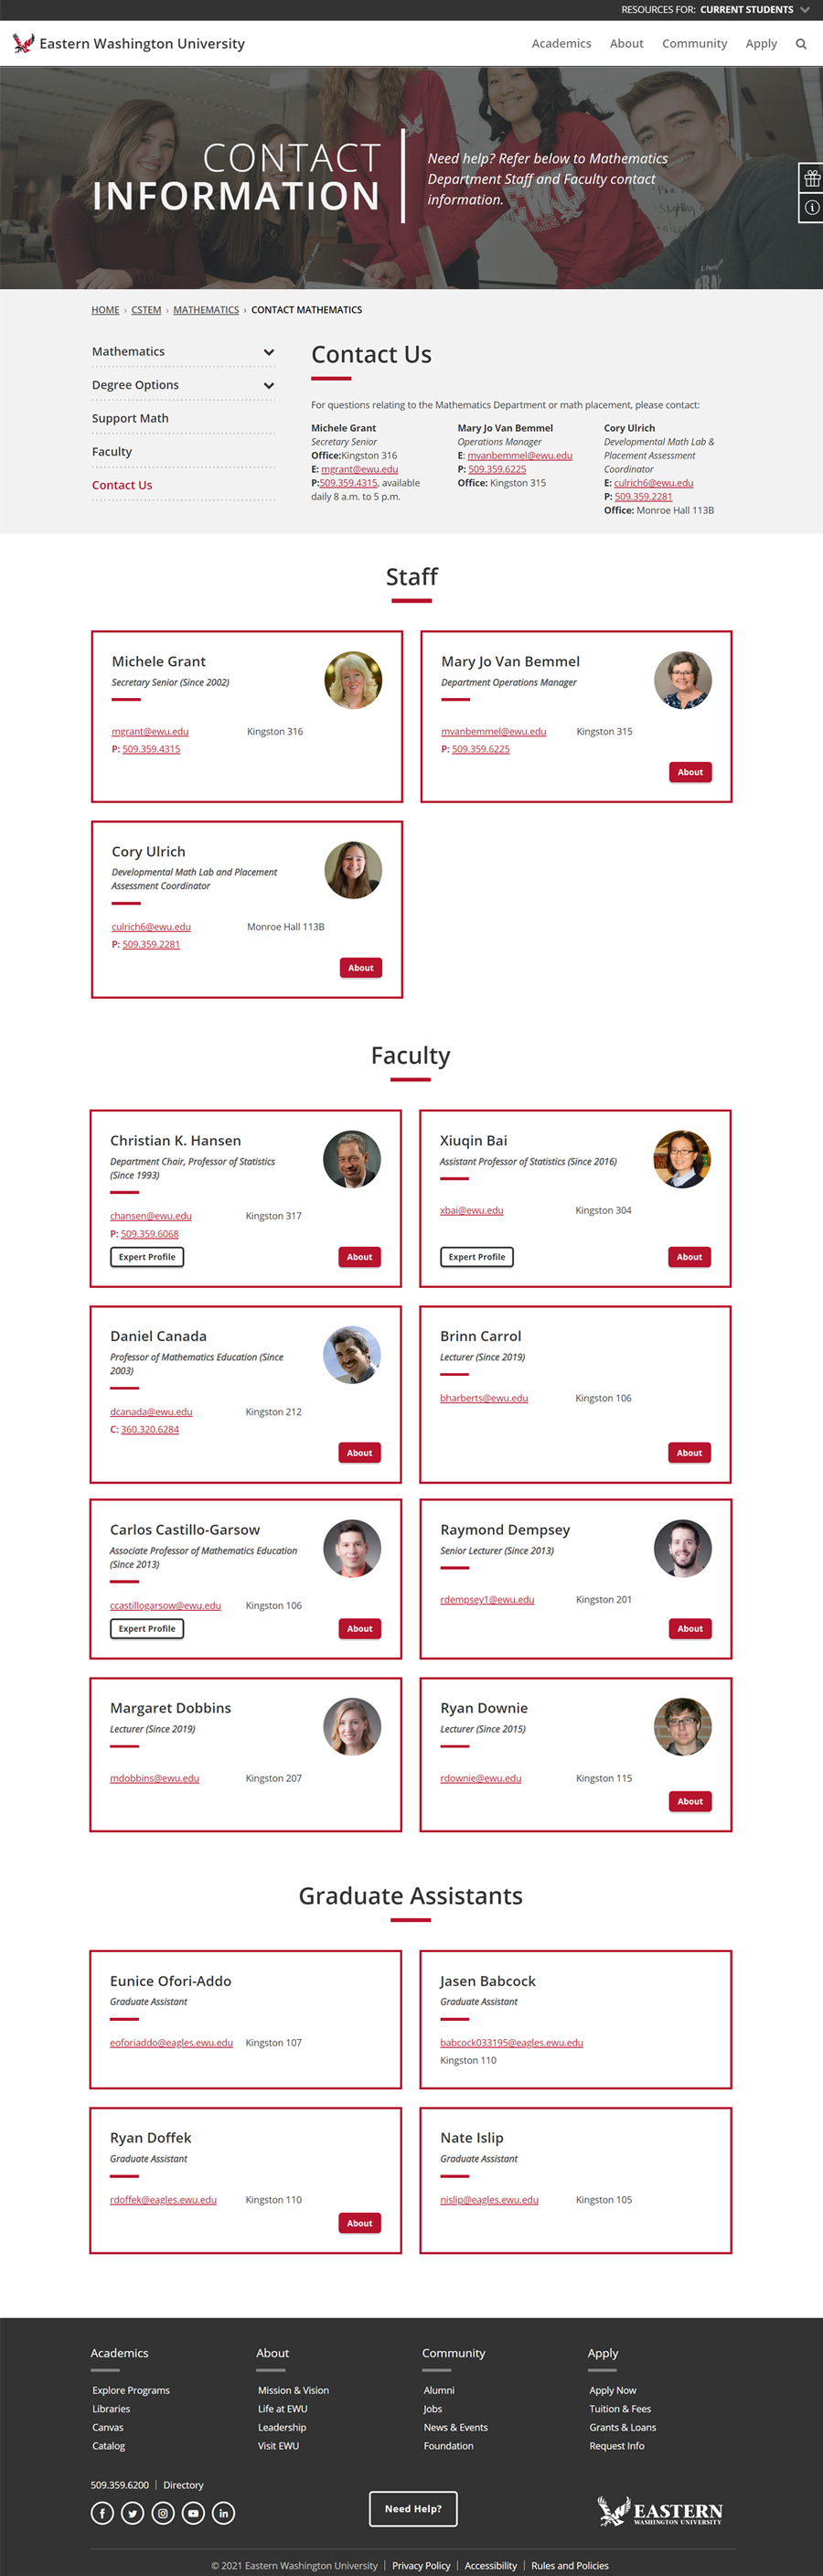 RESOURCES FOR: CURRENT STUDENTS
Eastern Washington University
Academics About Community Apply
CONTACT
INFORMATION
Need help? Refer below to Mathematics
Department Staff and Faculty contact
information.
HOME › CSTEM › MATHEMATICS › CONTACT MATHEMATICS
Mathematics
Degree Options
Support Math
Faculty
Contact Us
Contact Us
For questions relating to the Mathematics Department or math placement, please contact:
Michele Grant
Secretary Senior
Office:Kingston 316
E: mgrant@ewu.edu
P:509.359.4315, available
daily 8 a.m. to 5 p.m.
Mary Jo Van Bemmel
Operations Manager
E: mvanbemmel@ewu.edu
P: 509.359.6225
Office: Kingston 315
Cory Ulrich
Developmental Math Lab &
Placement Assessment
Coordinator
E: culrich6@ewu.edu
P: 509.359.2281
Office: Monroe Hall 113B
Staff
Michele Grant
Secretary Senior (Since 2002)
mgrant@ewu.edu Kingston 316
P: 509.359.4315
Mary Jo Van Bemmel
Department Operations Manager
mvanbemmel@ewu.edu Kingston 315
P: 509.359.6225
About
Cory Ulrich
Developmental Math Lab and Placement
Assessment Coordinator
culrich6@ewu.edu Monroe Hall 113B
P: 509.359.2281
About
Faculty
Christian K. Hansen
Department Chair, Professor of Statistics
(Since 1993)
chansen@ewu.edu Kingston 317
P: 509.359.6068
Expert Profile About
Xiuqin Bai
Assistant Professor of Statistics (Since 2016)
xbai@ewu.edu Kingston 304
Expert Profile About
Daniel Canada
Professor of Mathematics Education (Since
2003)
dcanada@ewu.edu Kingston 212
C: 360.320.6284
About
Brinn Carrol
Lecturer (Since 2019)
bharberts@ewu.edu Kingston 106
About
Carlos Castillo-Garsow
Associate Professor of Mathematics Education
(Since 2013)
ccastillogarsow@ewu.edu Kingston 106
Expert Profile About
Raymond Dempsey
Senior Lecturer (Since 2013)
rdempsey1@ewu.edu Kingston 201
About
Margaret Dobbins
Lecturer (Since 2019)
mdobbins@ewu.edu Kingston 207
Ryan Downie
Lecturer (Since 2015)
rdownie@ewu.edu Kingston 115
About
Graduate Assistants
Eunice Ofori-Addo
Graduate Assistant
eoforiaddo@eagles.ewu.edu Kingston 107
Jasen Babcock
Graduate Assistant
babcock033195@eagles.ewu.edu
Kingston 110
Ryan Doffek
Graduate Assistant
rdoffek@eagles.ewu.edu Kingston 110
About
Nate Islip
Graduate Assistant
nislip@eagles.ewu.edu Kingston 105
Academics
Explore Programs
Libraries
Canvas
Catalog
About
Mission & Vision
Life at EWU
Leadership
Visit EWU
Community
Alumni
Jobs
News & Events
Foundation
Apply
Apply Now
Tuition & Fees
Grants & Loans
Request Info
509.359.6200 | Directory
Need Help?
EASTERN
WASHINGTON UNIVERSITY
© 2021 Eastern Washington University | Privacy Policy | Accessibility | Rules and Policies